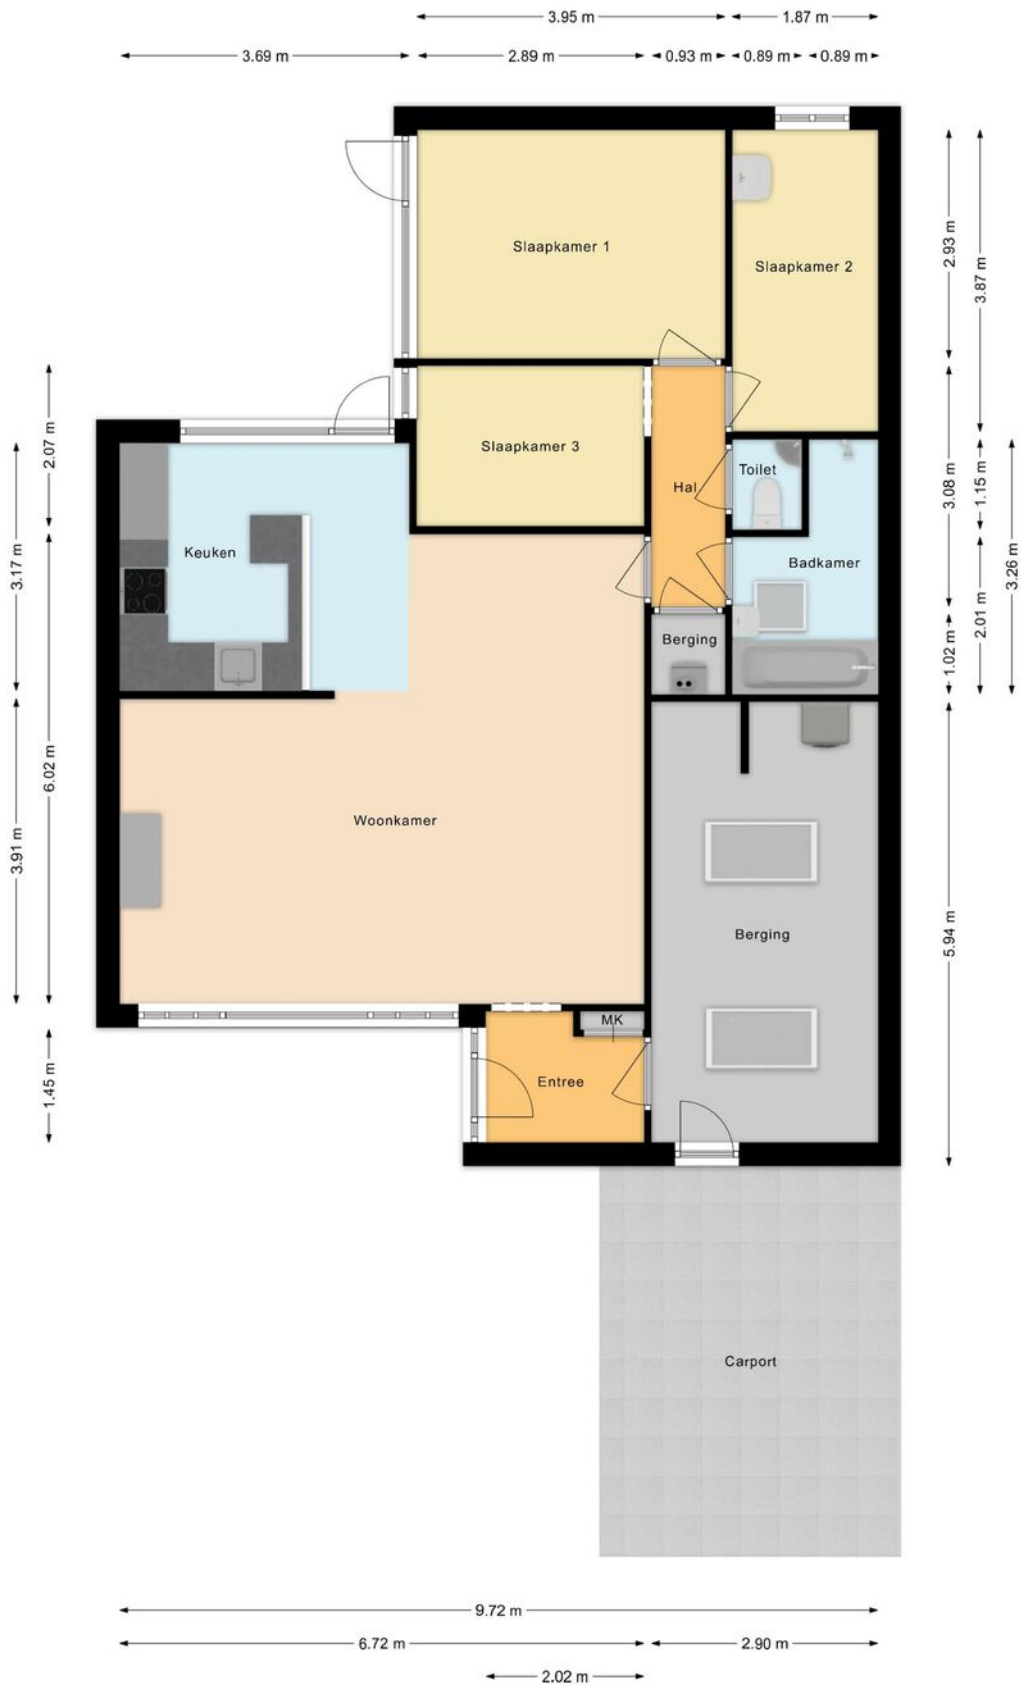 3.95 m
1.87 m
3.69 m
2.89 m
0.93 m
0.89 m
0.89 m
Slaapkamer 1
Slaapkamer 2
2.93 m
3.87 m
2.07 m
Slaapkamer 3
Toilet
Hal
3.08 m
1.15 m
3.17 m
Keuken
Badkamer
3.26 m
2.01 m
Berging
1.02 m
6.02 m
Woonkamer
3.91 m
Berging
5.94 m
MK
Entree
1.45 m
Carport
9.72 m
6.72 m
2.90 m
2.02 m